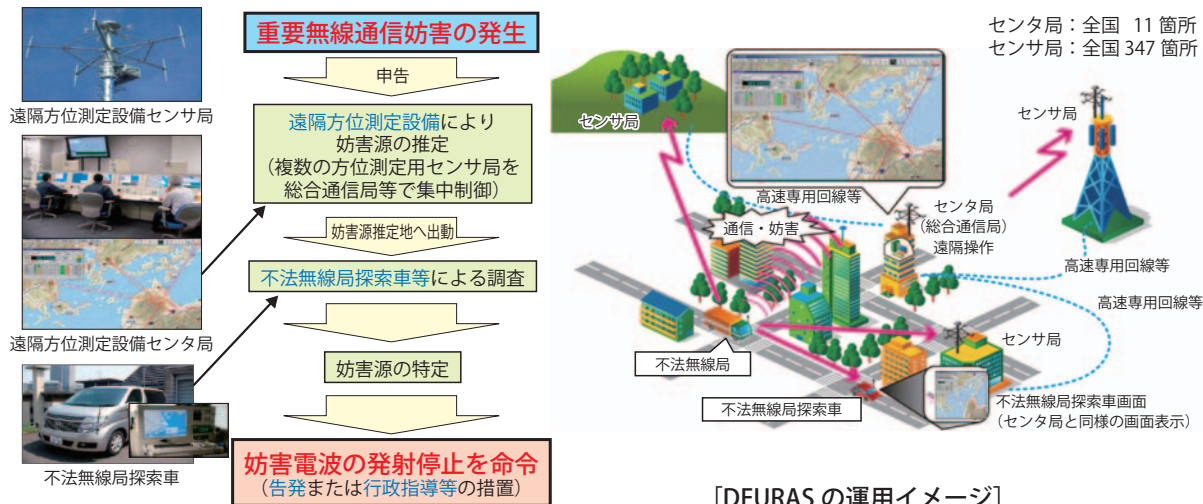 重要無線通信妨害の発生
申告
遠隔方位測定設備により
妨害源の推定
(複数の方位測定用センサ局を
総合通信局等で集中制御)
妨害源推定地へ出動
不法無線局探索車等による調査
妨害源の特定
妨害電波の発射停止を命令
(告発または行政指導等の措置)
遠隔方位測定設備センサ局
遠隔方位測定設備センタ局
不法無線局探索車
センタ局：全国 11 箇所
センサ局：全国 347 箇所
センサ局
センサ局
高速専用回線等
通信・妨害
センタ局
(総合通信局)
遠隔操作
高速専用回線等
高速専用回線等
センサ局
不法無線局
不法無線局探索車
不法無線局探索車画面
(センタ局と同様の画面表示)
［DEURAS の運用イメージ］